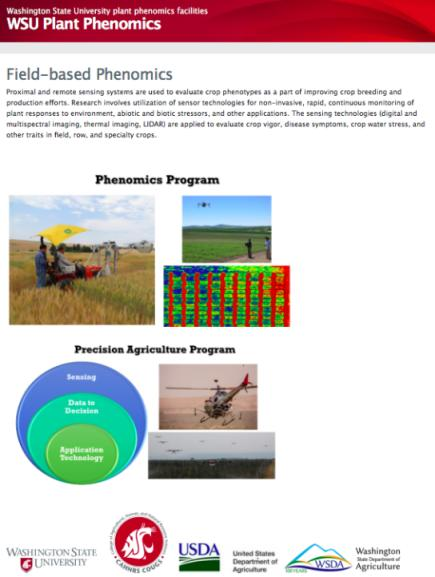 Washington State University plant phenomics facilities
WSU Plant Phenomics
Field-based Phenomics
Proximal and remote sensing systems are used to evaluate crop phenotypes as a part of improving crop breeding and
production efforts. Research involves utilization of sensor technologies for non-invasive, rapid, continuous monitoring of
plant responses to environment, abiotic and biotic stressors, and other applications. The sensing technologies (digital and
multispectral imaging, thermal imaging, LIDAR) are applied to evaluate crop vigor, disease symptoms, crop water stress, and
other traits in field, row, and specialty crops.
Phenomics Program
Precision Agriculture Program
Sensing
Data to
Decision
Application
Technology
WASHINGTON STATE
UNIVERSITY
CAHNRS COUGS
USDA
United States
Department of
Agriculture
WSDA
Washington
State Department of
Agriculture